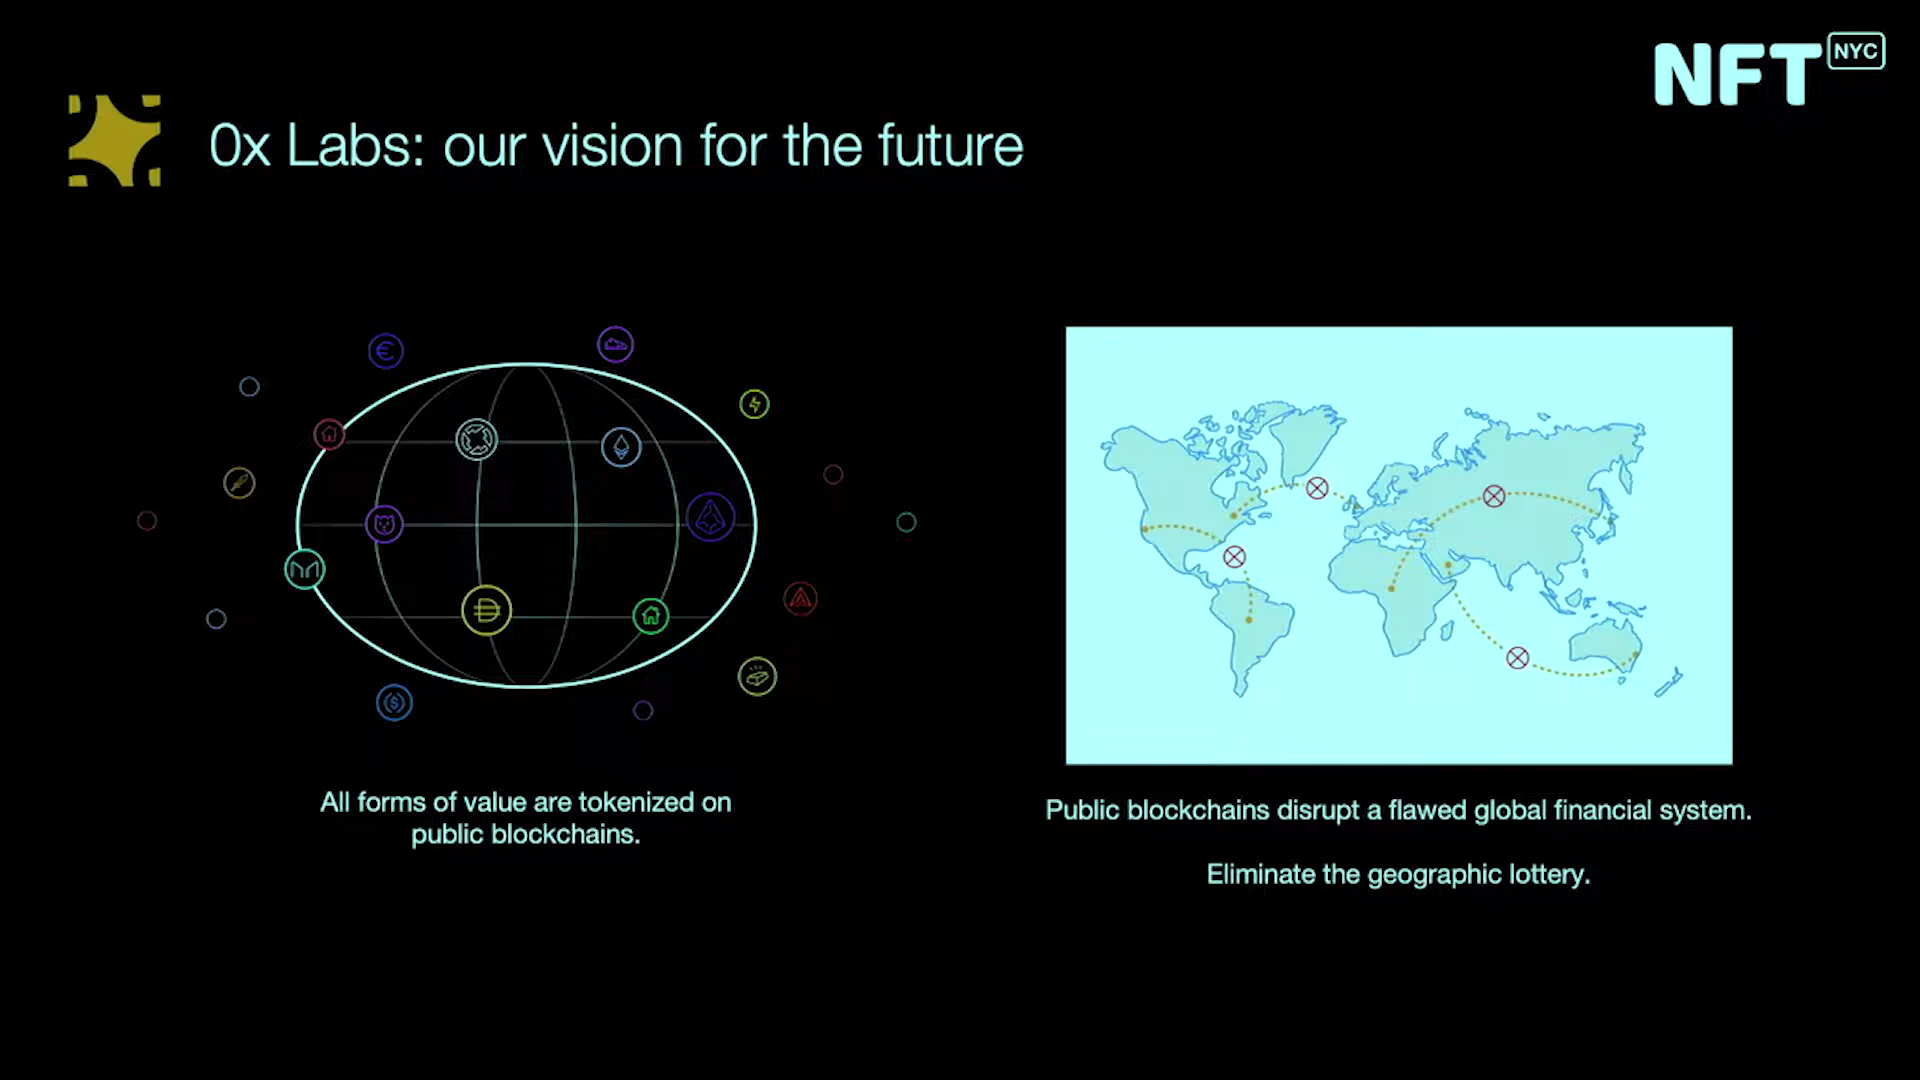 NFT NYC
0x Labs: our vision for the future
All forms of value are tokenized on
public blockchains.
Public blockchains disrupt a flawed global financial system.
Eliminate the geographic lottery.